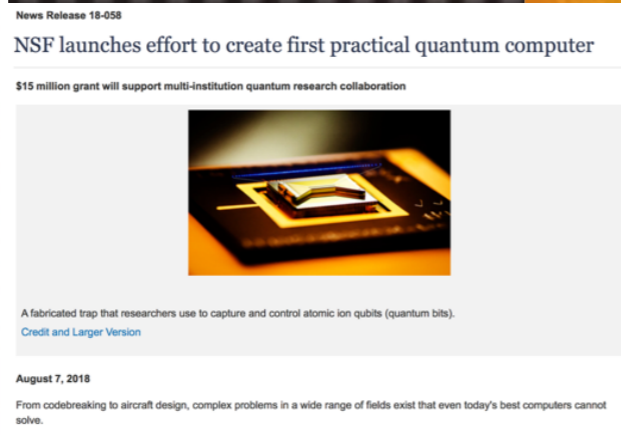 News Release 18-058
NSF launches effort to create first practical quantum computer
$15 million grant will support multi-institution quantum research collaboration
A fabricated trap that researchers use to capture and control atomic ion qubits (quantum bits).
Credit and Larger Version
August 7, 2018
From codebreaking to aircraft design, complex problems in a wide range of fields exist that even today's best computers cannot
solve.